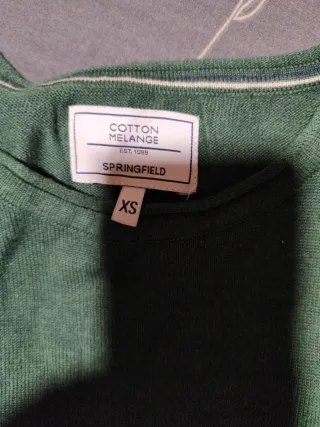 COTTON
MELANGE
EST. 1988
SPRINGFIELD
XS